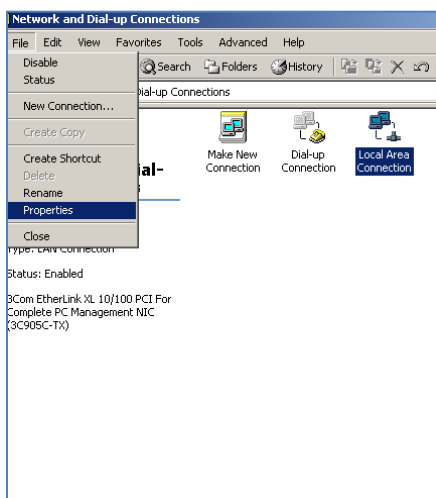 Network and Dial-up Connections
File Edit View Favorites Tools Advanced Help
Search Folders History
Disable
Status
New Connection...
Create Copy
Create Shortcut
Delete
Rename
Properties
Close
Dial-up Connections
Make New Connection
Dial-up Connection
Local Area Connection
ial-
Type: LAN Connection
Status: Enabled
3Com EtherLink XL 10/100 PCI For
Complete PC Management NIC
(3C905C-TX)